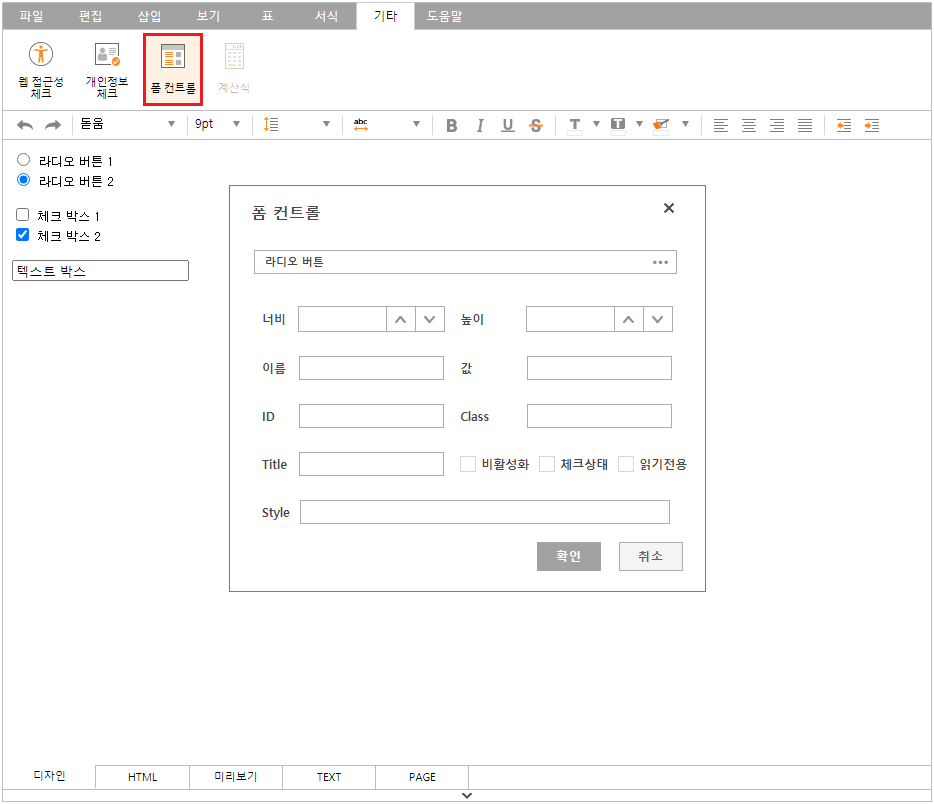 파일 편집 삽입 보기 표 서식 기타 도움말
웹 접근성 체크 개인정보 체크 폼 컨트롤 계산식
돋움 9pt abc B I U S T T
라디오 버튼 1
라디오 버튼 2
체크 박스 1
체크 박스 2
텍스트 박스
폼 컨트롤
라디오 버튼
너비 높이
이름 값
ID Class
Title 비활성화 체크상태 읽기전용
Style
확인 취소
디자인 HTML 미리보기 TEXT PAGE